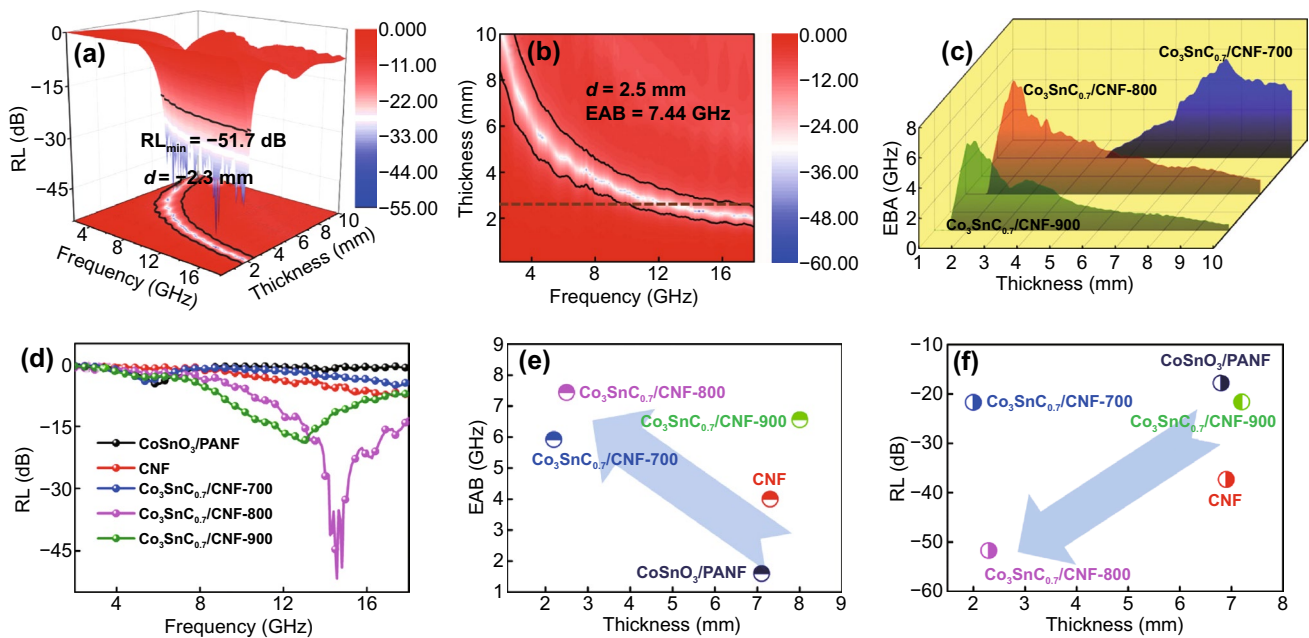 (a)
0
−15
−30
−45
RL (dB)
RLmin = −51.7 dB
d = −2.3 mm
4
8
12
16
Frequency (GHz)
2
4
6
8
10
Thickness (mm)
0.000
−11.00
−22.00
−33.00
−44.00
−55.00
(b)
10
8
6
4
2
Thickness (mm)
d = 2.5 mm
EAB = 7.44 GHz
4
8
12
16
Frequency (GHz)
0.000
−12.00
−24.00
−36.00
−48.00
−60.00
(c)
Co3SnC0.7/CNF-700
Co3SnC0.7/CNF-800
Co3SnC0.7/CNF-900
8
6
4
2
0
EBA (GHz)
1 2 3 4 5 6 7 8 9 10
Thickness (mm)
(d)
0
−15
−30
−45
RL (dB)
CoSnO3/PANF
CNF
Co3SnC0.7/CNF-700
Co3SnC0.7/CNF-800
Co3SnC0.7/CNF-900
4 8 12 16
Frequency (GHz)
(e)
9
8
7
6
5
4
3
2
1
EAB (GHz)
Co3SnC0.7/CNF-800
Co3SnC0.7/CNF-900
Co3SnC0.7/CNF-700
CNF
CoSnO3/PANF
2 3 4 5 6 7 8 9
Thickness (mm)
(f)
−10
−20
−30
−40
−50
−60
RL (dB)
CoSnO3/PANF
Co3SnC0.7/CNF-700
Co3SnC0.7/CNF-900
CNF
Co3SnC0.7/CNF-800
2 3 4 5 6 7 8
Thickness (mm)